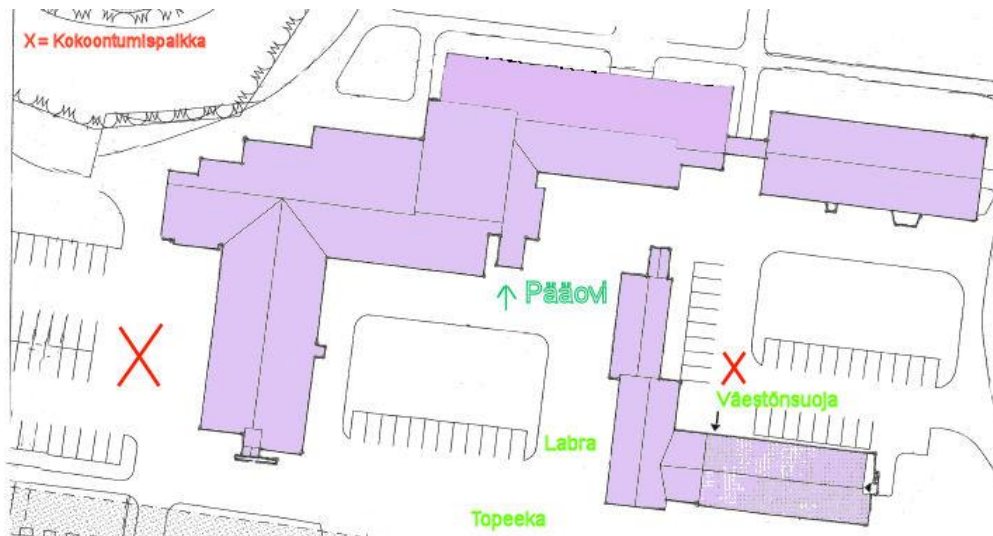 X = Kokoontumispaikka
Pääovi
Väestönsuoja
Labra
Topeeka